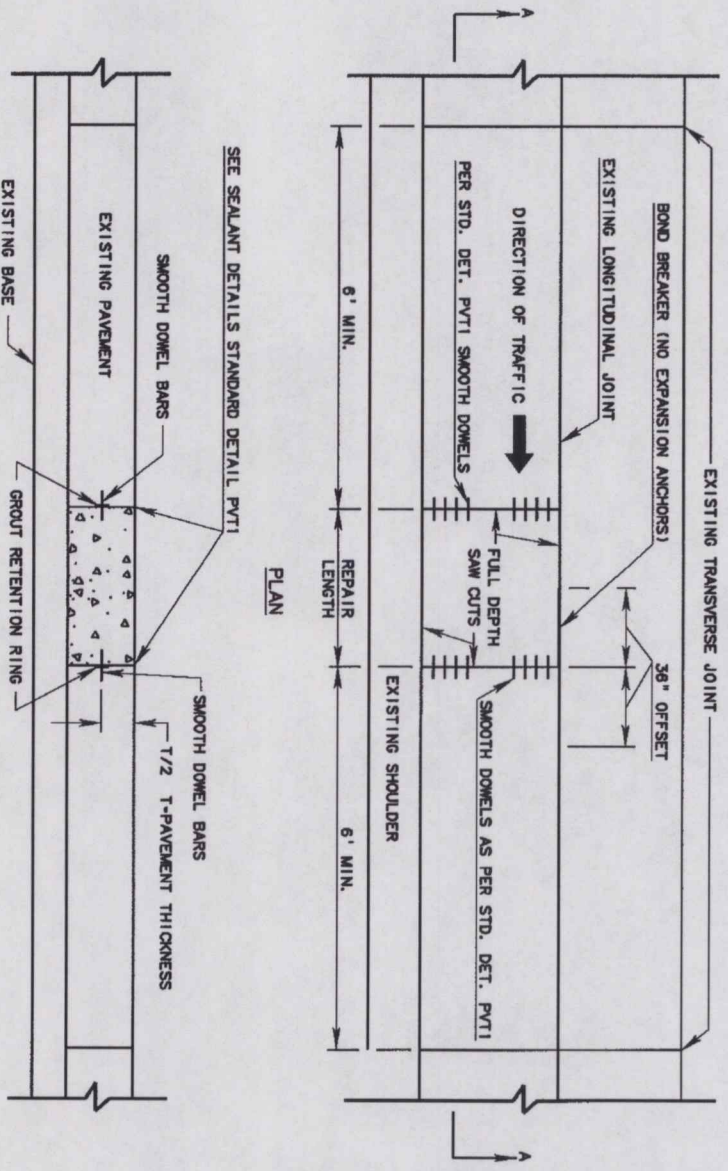 A
A
EXISTING TRANSVERSE JOINT
36" OFFSET
BOND BREAKER (NO EXPANSION ANCHORS)
EXISTING LONGITUDINAL JOINT
DIRECTION OF TRAFFIC
PER STD. DET. PVT1 SMOOTH DOWELS
FULL DEPTH
SAW CUTS
SMOOTH DOWELS AS PER STD. DET. PVT1
EXISTING SHOULDER
6' MIN.
REPAIR
LENGTH
6' MIN.
PLAN
SEE SEALANT DETAILS STANDARD DETAIL PVT1
SMOOTH DOWEL BARS
SMOOTH DOWEL BARS
T/2 T=PAVEMENT THICKNESS
EXISTING PAVEMENT
GROUT RETENTION RING
EXISTING BASE